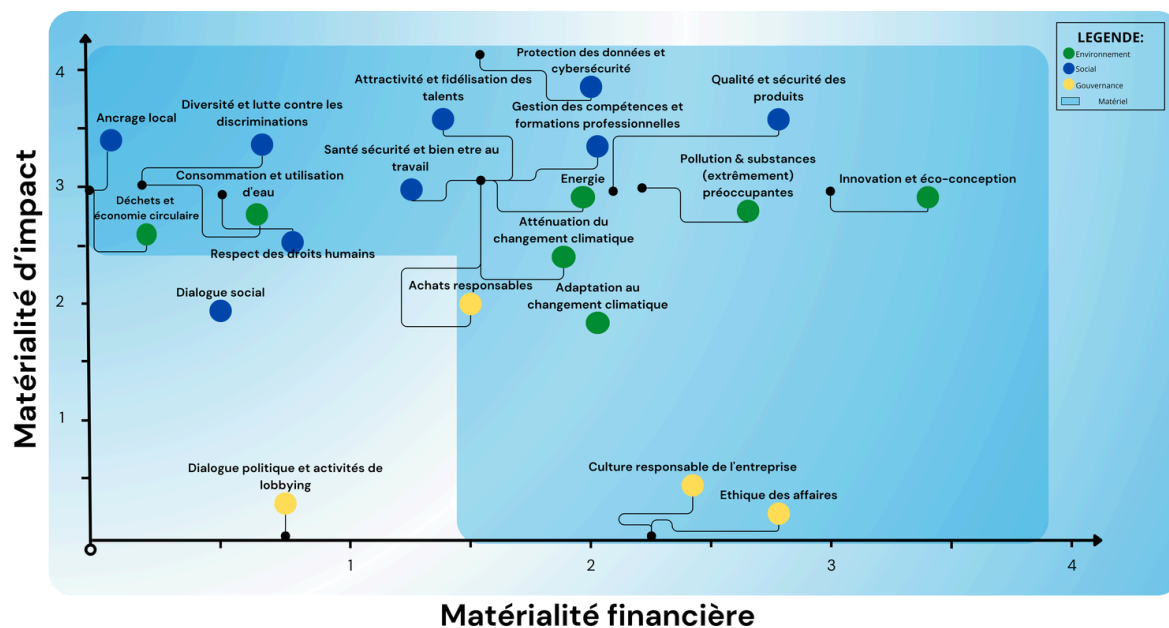 LEGENDE:
Environnement
Social
Gouvernance
Matériel
Matérialité d'impact
4
3
2
1
Protection des données et
cybersécurité
Attractivité et fidélisation des
talents
Qualité et sécurité des
produits
Diversité et lutte contre les
discriminations
Ancrage local
Gestion des compétences et
formations professionnelles
Santé sécurité et bien etre au
travail
Pollution & substances
(extrêmement)
préoccupantes
Consommation et utilisation
d'eau
Energie
Innovation et éco-conception
Déchets et
économie circulaire
Atténuation du
changement climatique
Respect des droits humains
Achats responsables
Adaptation au
changement climatique
Dialogue social
Dialogue politique et activités de
lobbying
Culture responsable de l'entreprise
Ethique des affaires
1
2
3
4
Matérialité financière